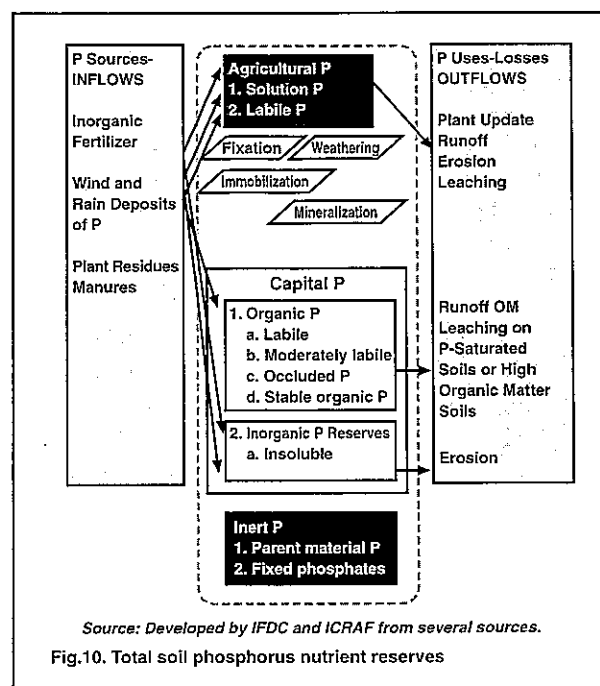 P Sources-
INFLOWS
Inorganic
Fertilizer
Wind and
Rain Deposits
of P
Plant Residues
Manures
Agricultural P
1. Solution P
2. Labile P
Fixation
Weathering
Immobilization
Mineralization
Capital P
1. Organic P
a. Labile
b. Moderately labile
c. Occluded P
d. Stable organic P
2. Inorganic P Reserves
a. Insoluble
Inert P
1. Parent material P
2. Fixed phosphates
P Uses-Losses
OUTFLOWS
Plant Update
Runoff
Erosion
Leaching
Runoff OM
Leaching on
P-Saturated
Soils or High
Organic Matter
Soils
Erosion
Source: Developed by IFDC and ICRAF from several sources.
Fig.10. Total soil phosphorus nutrient reserves